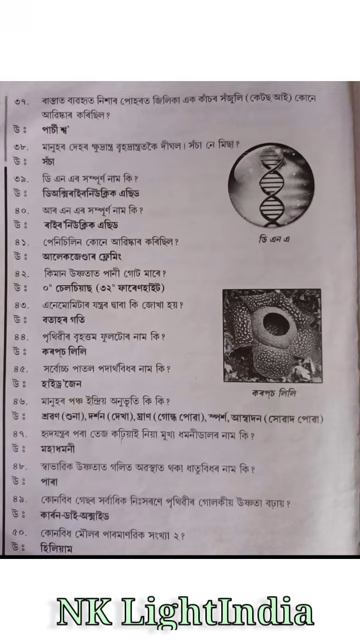 ৩৭. ৰাস্তাত ব্যৱহৃত নিশাৰ পোহৰত জিলিকা এক কাঁচৰ সঁজুলি (কেটছ আই) কোনে
আৱিষ্কাৰ কৰিছিল?
উঃ পাৰ্চী শ্ব'
৩৮. মানুহৰ দেহৰ ক্ষুদ্ৰান্ত্ৰ বৃহদ্ৰান্ত্ৰতকৈ দীঘল। সঁচা নে মিছা?
উঃ সঁচা
৩৯. ডি এন এৰ সম্পূৰ্ণ নাম কি?
উঃ ডিঅক্সিৰাইবনিউক্লিক এছিড
৪০. আৰ এন এৰ সম্পূৰ্ণ নাম কি?
উঃ ৰাইব'নিউক্লিক এছিড
৪১. পেনিচিলিন কোনে আৱিষ্কাৰ কৰিছিল?
উঃ আলেকজেণ্ডাৰ ফ্লেমিং
ডি এন এ
৪২. কিমান উষ্ণতাত পানী গোট মাৰে?
উঃ ০° চেলচিয়াছ (৩২° ফাৰেণহাইট)
৪৩. এনেমোমিটাৰ যন্ত্ৰৰ দ্বাৰা কি জোখা হয়?
উঃ বতাহৰ গতি
৪৪. পৃথিৱীৰ বৃহত্তম ফুলটোৰ নাম কি?
উঃ কৰপ্‌চ লিলি
৪৫. সৰ্বোচ্চ পাতল পদাৰ্থবিধৰ নাম কি?
উঃ হাইড্ৰ'জেন
কৰপ্‌চ লিলি
৪৬. মানুহৰ পঞ্চ ইন্দ্ৰিয় অনুভূতি কি কি?
উঃ শ্ৰৱণ (শুনা), দৰ্শন (দেখা), ঘ্ৰাণ (গোন্ধ পোৱা), স্পৰ্শ, আস্বাদন (সোৱাদ পোৱা)
৪৭. হৃদযন্ত্ৰৰ পৰা তেজ কঢ়িয়াই নিয়া মুখ্য ধমনীডালৰ নাম কি?
উঃ মহাধমনী
৪৮. স্বাভাৱিক উষ্ণতাত গলিত অৱস্থাত থকা ধাতুবিধৰ নাম কি?
উঃ পাৰা
৪৯. কোনবিধ গেছৰ সৰ্বাধিক নিঃসৰণে পৃথিৱীৰ গোলকীয় উষ্ণতা বঢ়ায়?
উঃ কাৰ্বন-ডাই-অক্সাইড
৫০. কোনবিধ মৌলৰ পাৰমাণৱিক সংখ্যা ২?
উঃ হিলিয়াম
NK LightIndia